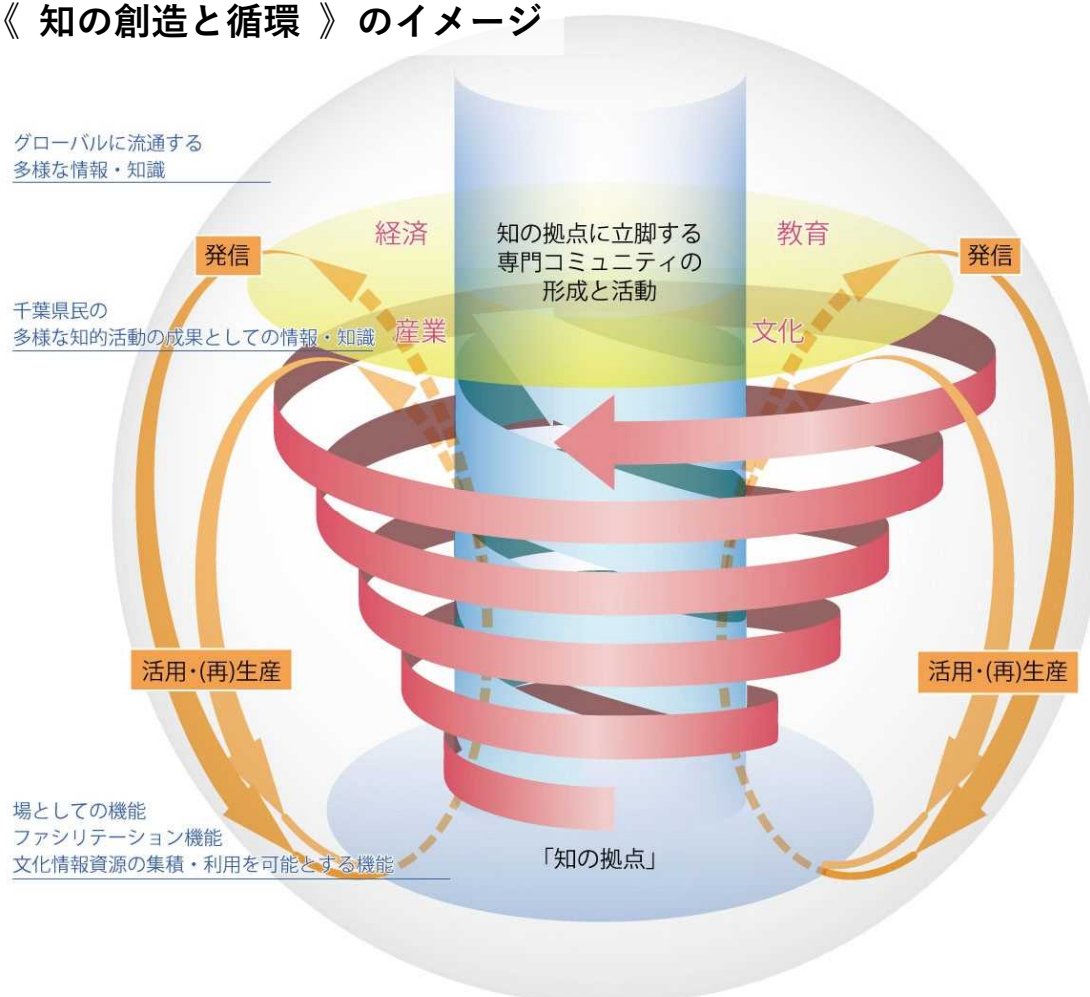 《 知の創造と循環 》のイメージ
グローバルに流通する
多様な情報・知識
経済
知の拠点に立脚する
専門コミュニティの
形成と活動
教育
発信
発信
千葉県民の
多様な知的活動の成果としての情報・知識
産業
文化
活用・(再)生産
活用・(再)生産
場としての機能
ファシリテーション機能
文化情報資源の集積・利用を可能とする機能
「知の拠点」